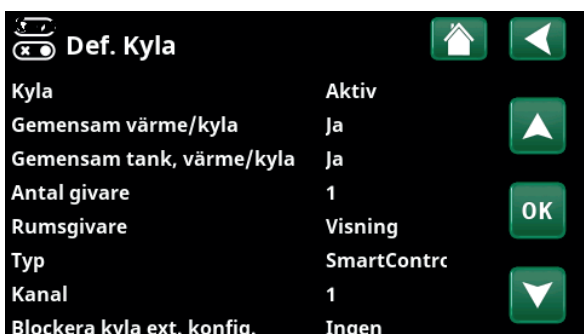 Def. Kyla
Kyla Aktiv
Gemensam värme/kyla Ja
Gemensam tank, värme/kyla Ja
Antal givare 1
Rumsgivare Visning
OK
Typ SmartContrc
Kanal 1
Blockera kyla ext. konfig. Ingen